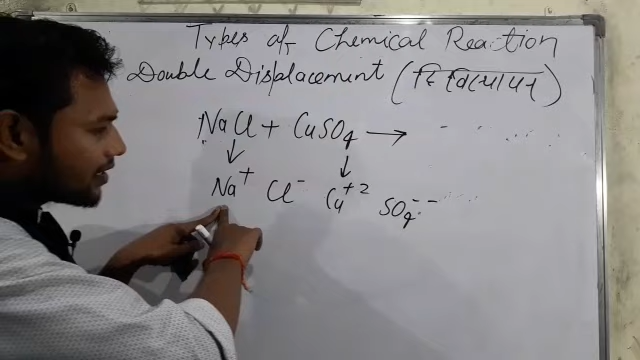 Types of Chemical Reaction
Double Displacement (द्विविस्थापन)
NaCl + CuSO4 →
Na+ Cl- Cu+2 SO4--